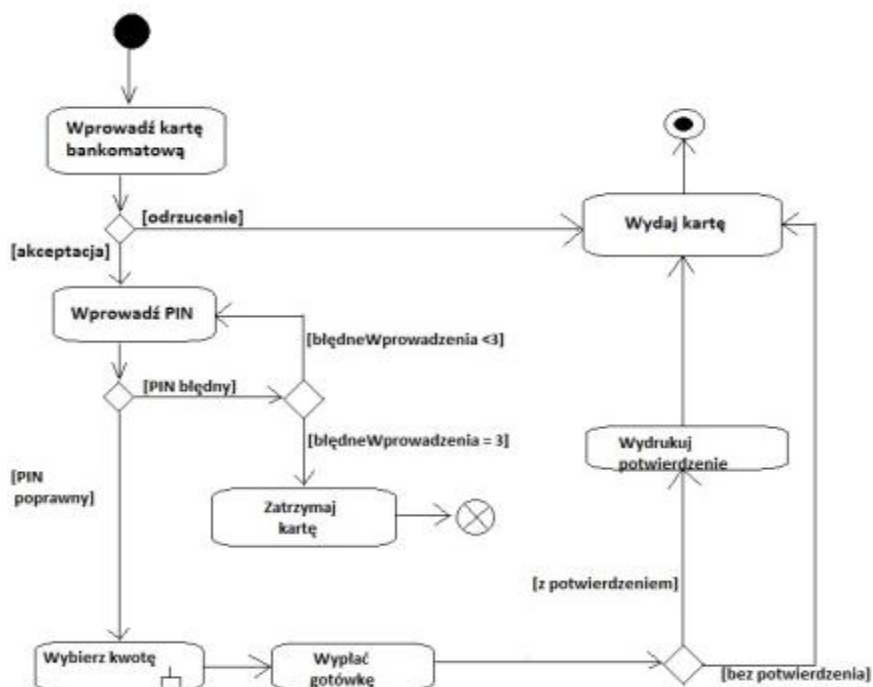 Wprowadź kartę
bankomatową
[odrzucenie]
Wydaj kartę
[akceptacja]
Wprowadź PIN
[błędneWprowadzenia <3]
[PIN błędny]
[błędneWprowadzenia = 3]
Wydrukuj
potwierdzenie
[PIN
poprawny]
Zatrzymaj
kartę
[z potwierdzeniem]
Wybierz kwotę
Wypłać
gotówkę
[bez potwierdzenia]